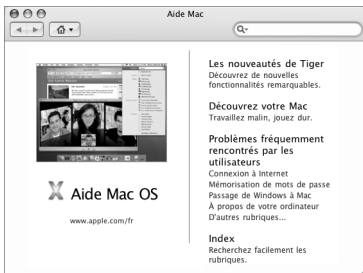 Aide Mac
Les nouveautés de Tiger
Découvrez de nouvelles
fonctionnalités remarquables.
Découvrez votre Mac
Travaillez malin, jouez dur.
Problèmes fréquemment
rencontrés par les
utilisateurs
Connexion à Internet
Mémorisation de mots de passe
Passage de Windows à Mac
À propos de votre ordinateur
D'autres rubriques...
Index
Recherchez facilement les
rubriques.
Aide Mac OS
www.apple.com/fr